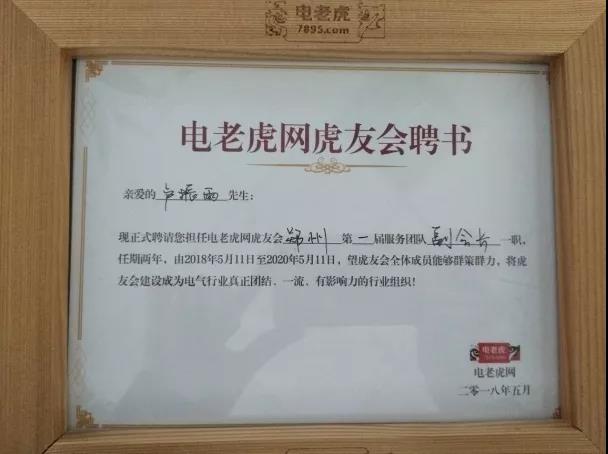 电老虎
7895.com
电老虎网虎友会聘书
亲爱的 卢振西 先生:
现正式聘请您担任电老虎网虎友会 郑州 第 一 届服务团队 副会长 一职,
任期两年,由2018年5月11日至2020年5月11日,望虎友会全体成员能够群策群力,将虎
友会建设成为电气行业真正团结、一流、有影响力的行业组织!
电老虎
电老虎网
二零一八年五月